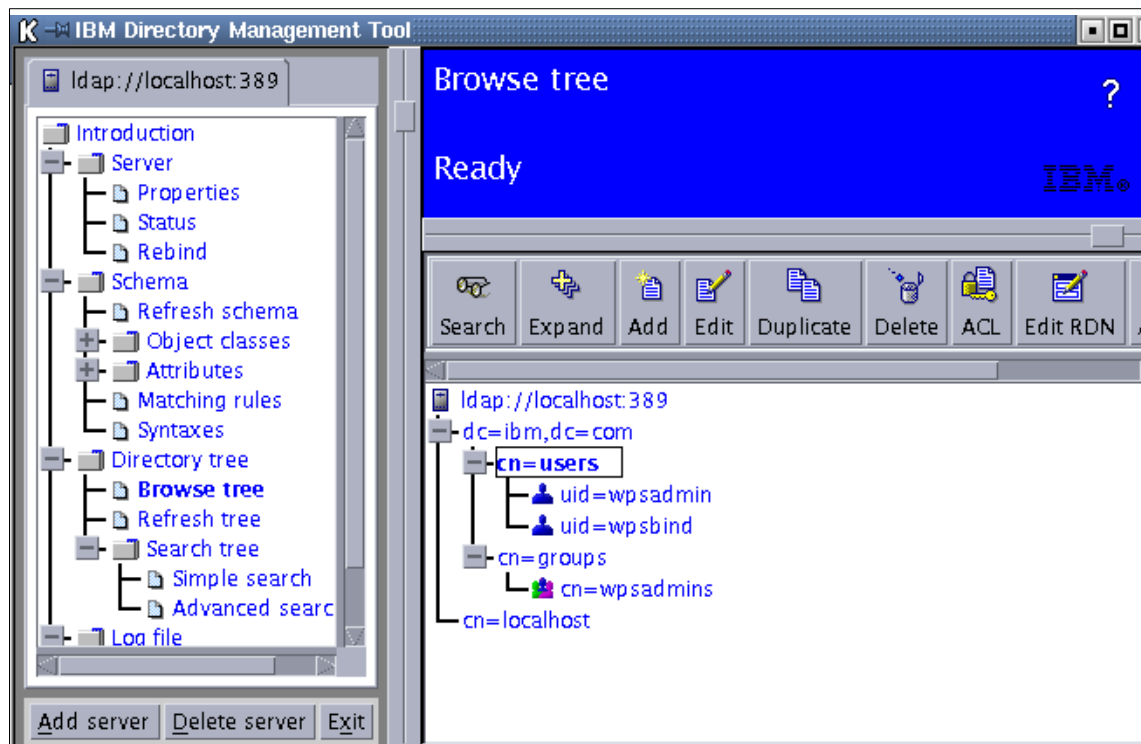 IBM Directory Management Tool
ldap://localhost:389
Introduction
Server
Properties
Status
Rebind
Schema
Refresh schema
Object classes
Attributes
Matching rules
Syntaxes
Directory tree
Browse tree
Refresh tree
Search tree
Simple search
Advanced searc
Log file
Add server Delete server Exit
Browse tree
?
Ready
IBM®
Search Expand Add Edit Duplicate Delete ACL Edit RDN
ldap://localhost:389
dc=ibm,dc=com
cn=users
uid=wpsadmin
uid=wpsbind
cn=groups
cn=wpsadmins
cn=localhost